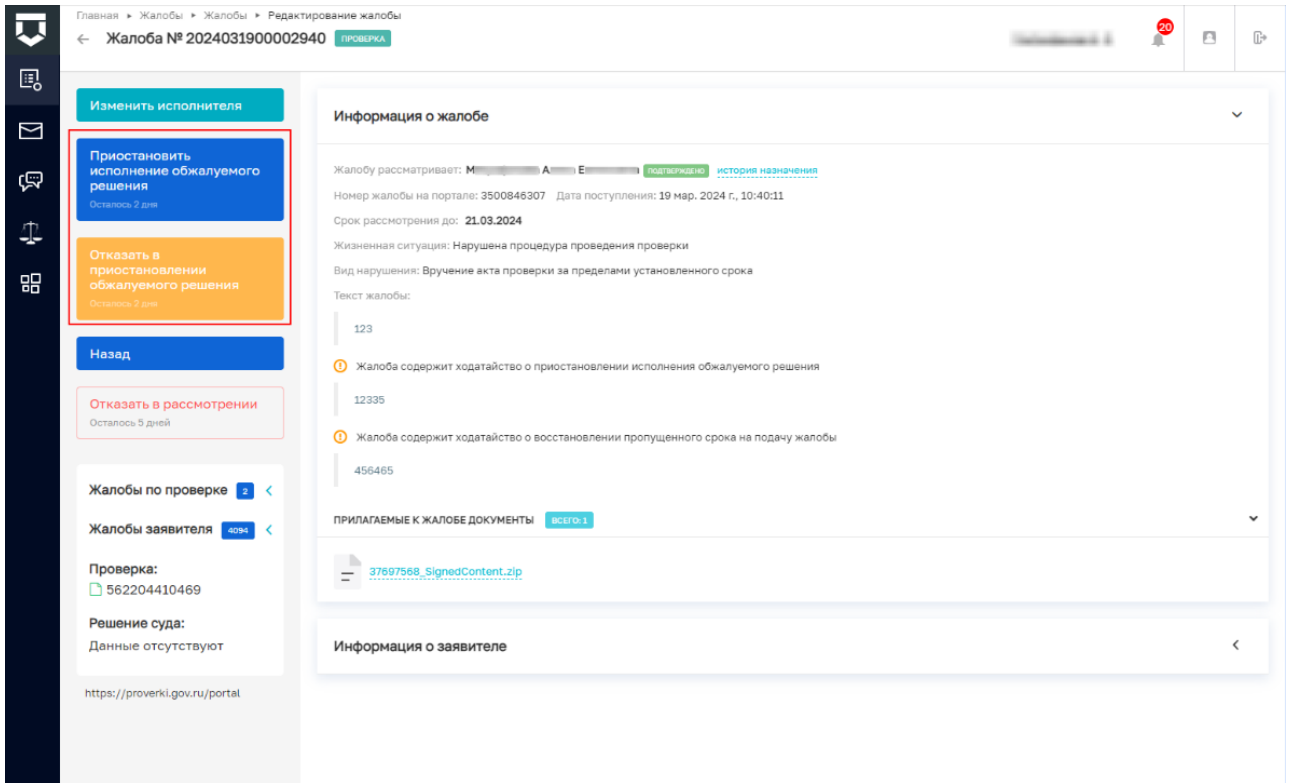 Главная ▸ Жалобы ▸ Жалобы ▸ Редактирование жалобы
← Жалоба № 2024031900002940 ПРОВЕРКА
20
Изменить исполнителя
Приостановить
исполнение обжалуемого
решения
Осталось 2 дня
Отказать в
приостановлении
обжалуемого решения
Осталось 2 дня
Назад
Отказать в рассмотрении
Осталось 5 дней
Жалобы по проверке 2
Жалобы заявителя 4094
Проверка:
562204410469
Решение суда:
Данные отсутствуют
https://proverki.gov.ru/portal
Информация о жалобе
Жалобу рассматривает: М А Е ПОДТВЕРЖДЕНО история назначения
Номер жалобы на портале: 3500846307 Дата поступления: 19 мар. 2024 г., 10:40:11
Срок рассмотрения до: 21.03.2024
Жизненная ситуация: Нарушена процедура проведения проверки
Вид нарушения: Вручение акта проверки за пределами установленного срока
Текст жалобы:
123
Жалоба содержит ходатайство о приостановлении исполнения обжалуемого решения
12335
Жалоба содержит ходатайство о восстановлении пропущенного срока на подачу жалобы
456465
ПРИЛАГАЕМЫЕ К ЖАЛОБЕ ДОКУМЕНТЫ ВСЕГО: 1
37697568_SignedContent.zip
Информация о заявителе